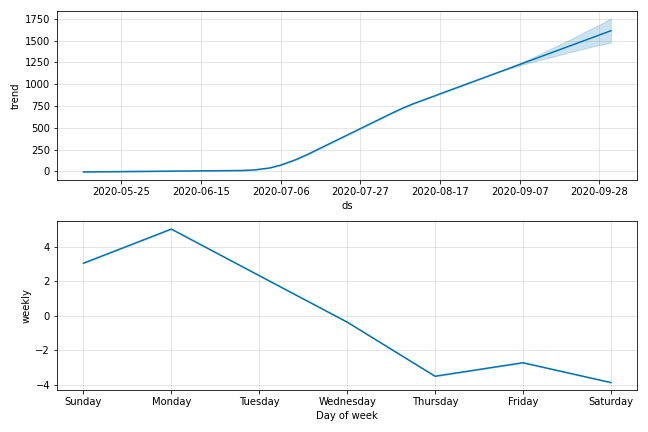 1750
1500
1250
1000
750
500
250
0
trend
2020-05-25 2020-06-15 2020-07-06 2020-07-27 2020-08-17 2020-09-07 2020-09-28
ds
4
2
0
−2
−4
weekly
Sunday Monday Tuesday Wednesday Thursday Friday Saturday
Day of week